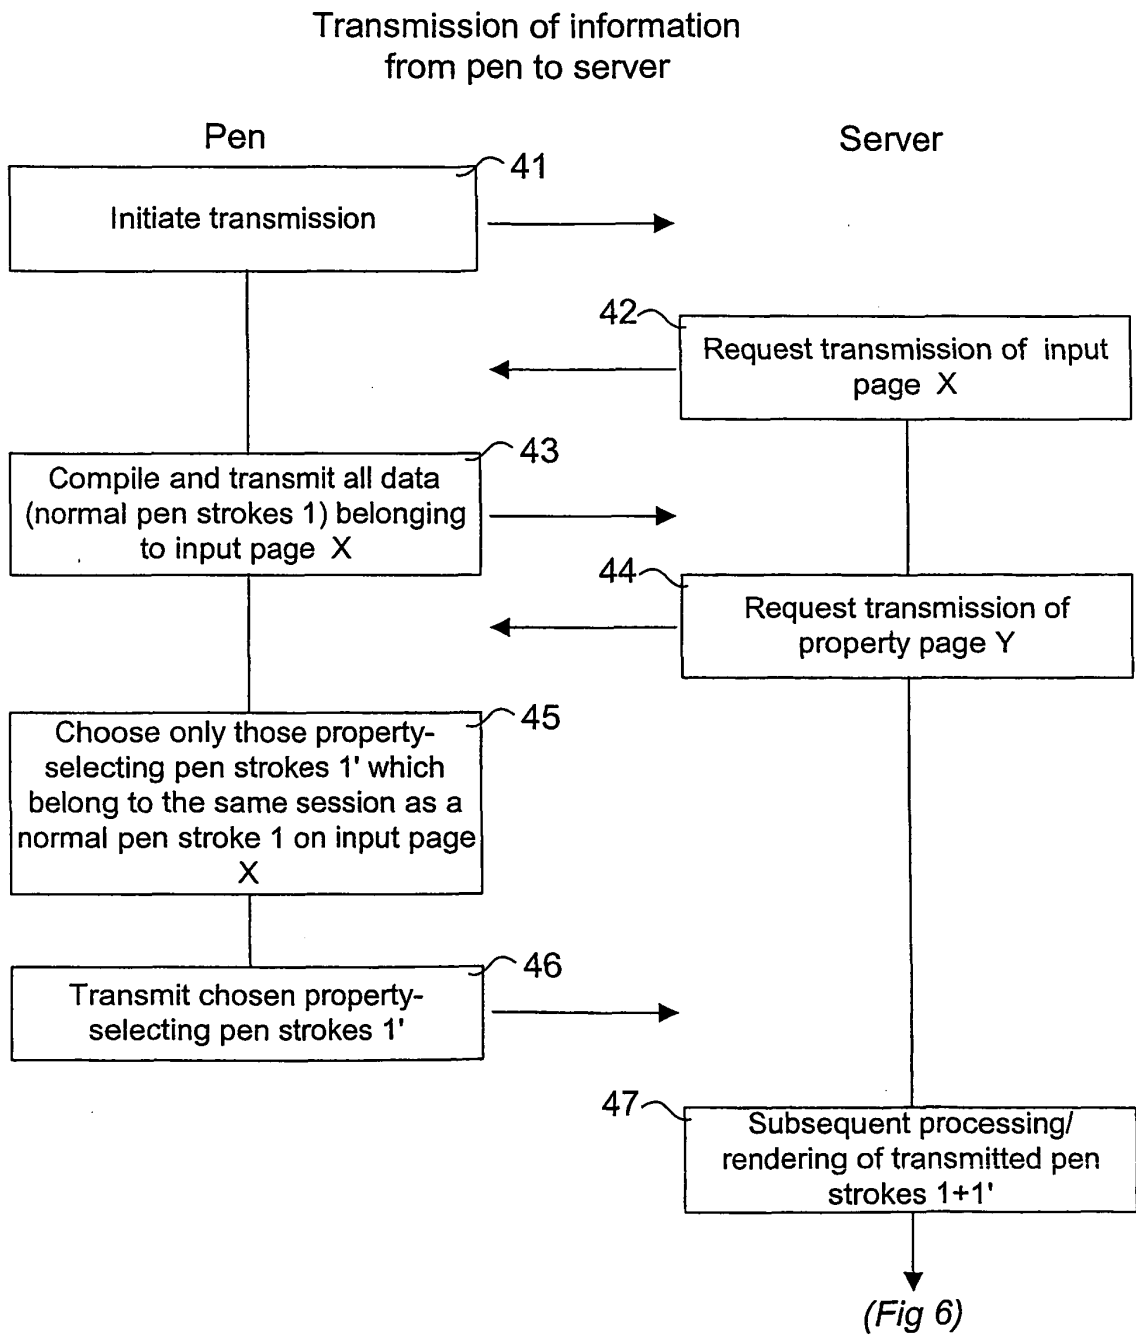 Transmission of information
from pen to server
Pen
Server
41
Initiate transmission
42
Request transmission of input
page X
43
Compile and transmit all data
(normal pen strokes 1) belonging
to input page X
44
Request transmission of
property page Y
45
Choose only those property-
selecting pen strokes 1' which
belong to the same session as a
normal pen stroke 1 on input page
X
46
Transmit chosen property-
selecting pen strokes 1'
47
Subsequent processing/
rendering of transmitted pen
strokes 1+1'
(Fig 6)